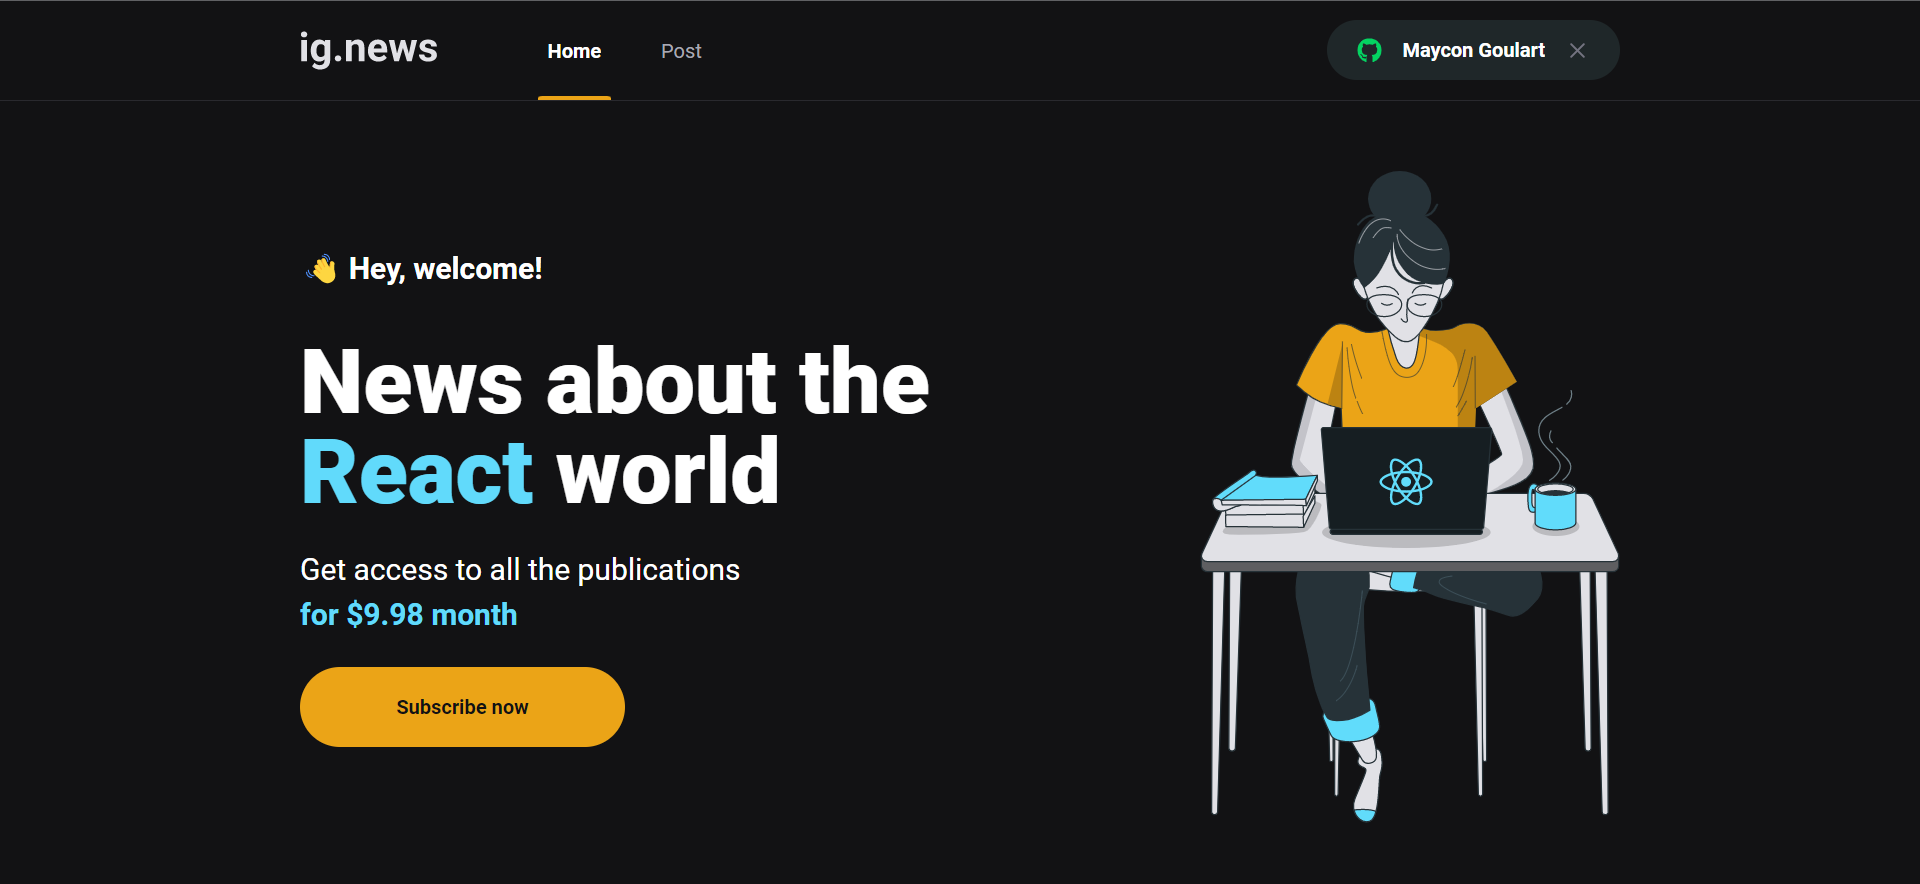 ig.news
Home
Post
Maycon Goulart
👋 Hey, welcome!
News about the
React world
Get access to all the publications
for $9.98 month
Subscribe now